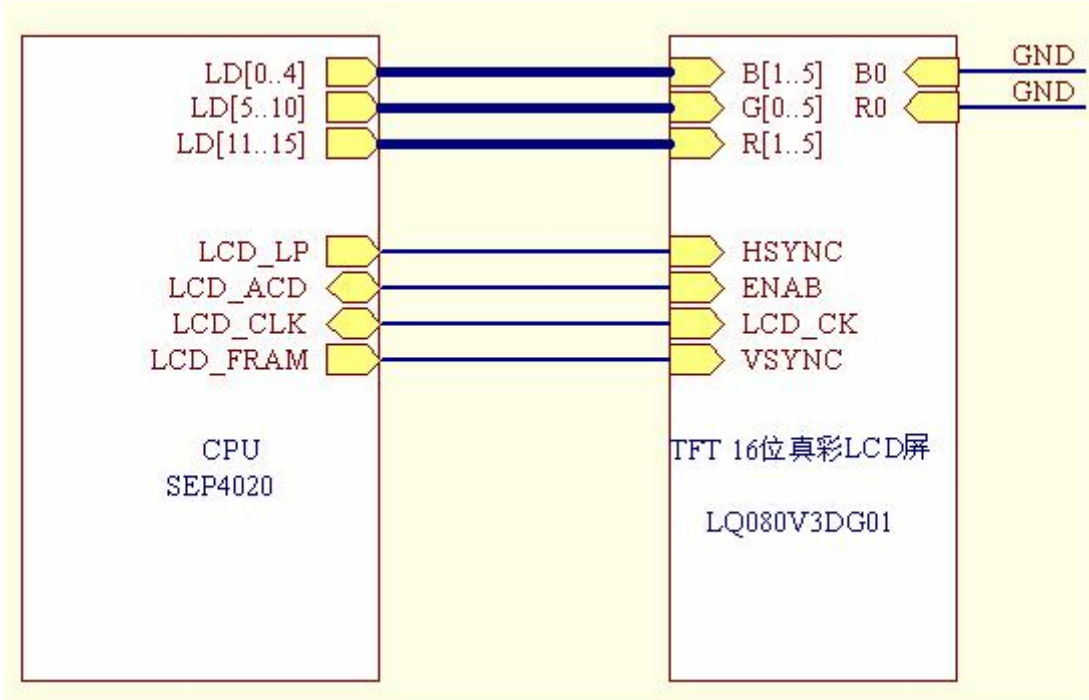 LD[0..4]
LD[5..10]
LD[11..15]
LCD_LP
LCD_ACD
LCD_CLK
LCD_FRAM
CPU
SEP4020
B[1..5] B0 GND
G[0..5] R0 GND
R[1..5]
HSYNC
ENAB
LCD_CK
VSYNC
TFT 16位真彩LCD屏
LQ080V3DG01